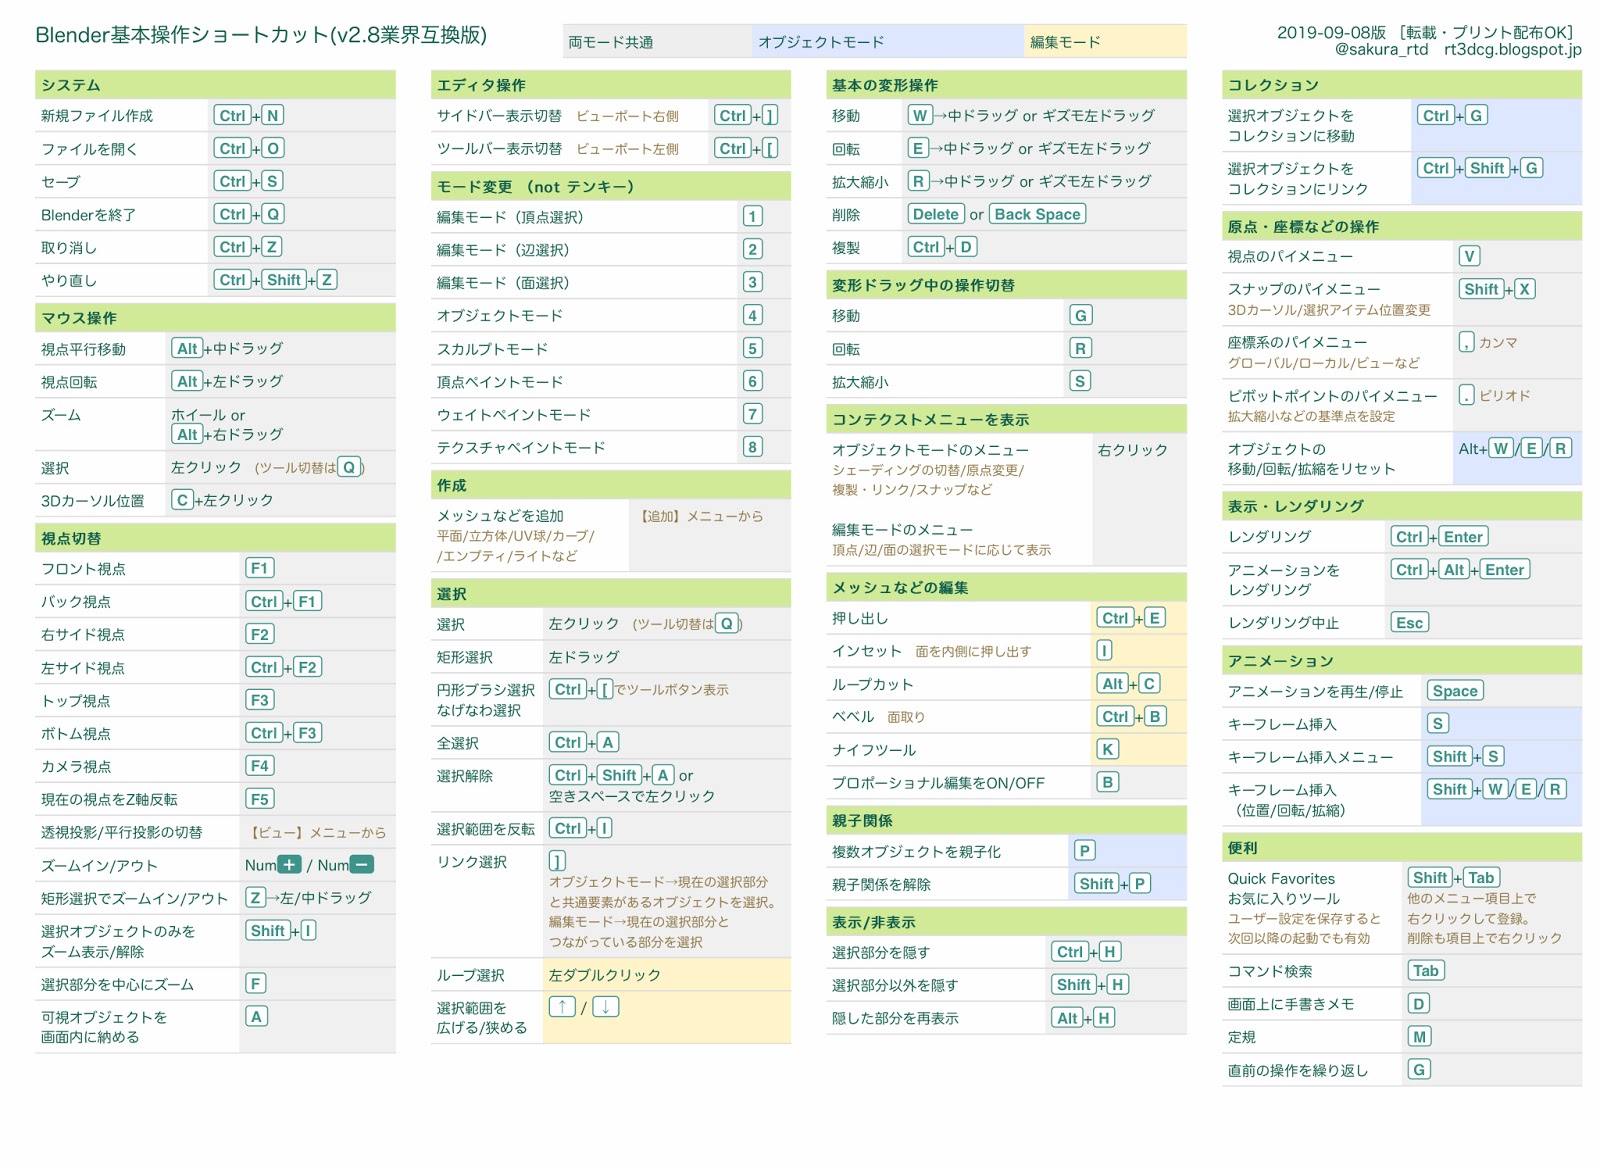 Blender基本操作ショートカット(v2.8業界互換版)
両モード共通 オブジェクトモード 編集モード
2019-09-08版 [転載・プリント配布OK]
@sakura_rtd rt3dcg.blogspot.jp
システム
新規ファイル作成 Ctrl+N
ファイルを開く Ctrl+O
セーブ Ctrl+S
Blenderを終了 Ctrl+Q
取り消し Ctrl+Z
やり直し Ctrl+Shift+Z
マウス操作
視点平行移動 Alt+中ドラッグ
視点回転 Alt+左ドラッグ
ズーム ホイール or
Alt+右ドラッグ
選択 左クリック (ツール切替はQ)
3Dカーソル位置 C+左クリック
視点切替
フロント視点 F1
バック視点 Ctrl+F1
右サイド視点 F2
左サイド視点 Ctrl+F2
トップ視点 F3
ボトム視点 Ctrl+F3
カメラ視点 F4
現在の視点をZ軸反転 F5
透視投影/平行投影の切替 【ビュー】メニューから
ズームイン/アウト Num+ / Num−
矩形選択でズームイン/アウト Z→左/中ドラッグ
選択オブジェクトのみを Shift+I
ズーム表示/解除
選択部分を中心にズーム F
可視オブジェクトを A
画面内に納める
エディタ操作
サイドバー表示切替 ビューポート右側 Ctrl+]
ツールバー表示切替 ビューポート左側 Ctrl+[
モード変更 (not テンキー)
編集モード(頂点選択) 1
編集モード(辺選択) 2
編集モード(面選択) 3
オブジェクトモード 4
スカルプトモード 5
頂点ペイントモード 6
ウェイトペイントモード 7
テクスチャペイントモード 8
作成
メッシュなどを追加 【追加】メニューから
平面/立方体/UV球/カーブ/
/エンプティ/ライトなど
選択
選択 左クリック (ツール切替はQ)
矩形選択 左ドラッグ
円形ブラシ選択 Ctrl+[でツールボタン表示
なげなわ選択
全選択 Ctrl+A
選択解除 Ctrl+Shift+A or
空きスペースで左クリック
選択範囲を反転 Ctrl+I
リンク選択 ]
オブジェクトモード→現在の選択部分
と共通要素があるオブジェクトを選択。
編集モード→現在の選択部分と
つながっている部分を選択
ループ選択 左ダブルクリック
選択範囲を ↑ / ↓
広げる/狭める
基本の変形操作
移動 W→中ドラッグ or ギズモ左ドラッグ
回転 E→中ドラッグ or ギズモ左ドラッグ
拡大縮小 R→中ドラッグ or ギズモ左ドラッグ
削除 Delete or Back Space
複製 Ctrl+D
変形ドラッグ中の操作切替
移動 G
回転 R
拡大縮小 S
コンテクストメニューを表示
オブジェクトモードのメニュー 右クリック
シェーディングの切替/原点変更/
複製・リンク/スナップなど
編集モードのメニュー
頂点/辺/面の選択モードに応じて表示
メッシュなどの編集
押し出し Ctrl+E
インセット 面を内側に押し出す I
ループカット Alt+C
ベベル 面取り Ctrl+B
ナイフツール K
プロポーショナル編集をON/OFF B
親子関係
複数オブジェクトを親子化 P
親子関係を解除 Shift+P
表示/非表示
選択部分を隠す Ctrl+H
選択部分以外を隠す Shift+H
隠した部分を再表示 Alt+H
コレクション
選択オブジェクトを Ctrl+G
コレクションに移動
選択オブジェクトを Ctrl+Shift+G
コレクションにリンク
原点・座標などの操作
視点のパイメニュー V
スナップのパイメニュー Shift+X
3Dカーソル/選択アイテム位置変更
座標系のパイメニュー , カンマ
グローバル/ローカル/ビューなど
ピボットポイントのパイメニュー . ピリオド
拡大縮小などの基準点を設定
オブジェクトの Alt+W/E/R
移動/回転/拡縮をリセット
表示・レンダリング
レンダリング Ctrl+Enter
アニメーションを Ctrl+Alt+Enter
レンダリング
レンダリング中止 Esc
アニメーション
アニメーションを再生/停止 Space
キーフレーム挿入 S
キーフレーム挿入メニュー Shift+S
キーフレーム挿入 Shift+W/E/R
(位置/回転/拡縮)
便利
Quick Favorites Shift+Tab
お気に入りツール 他のメニュー項目上で
ユーザー設定を保存すると 右クリックして登録。
次回以降の起動でも有効 削除も項目上で右クリック
コマンド検索 Tab
画面上に手書きメモ D
定規 M
直前の操作を繰り返し G